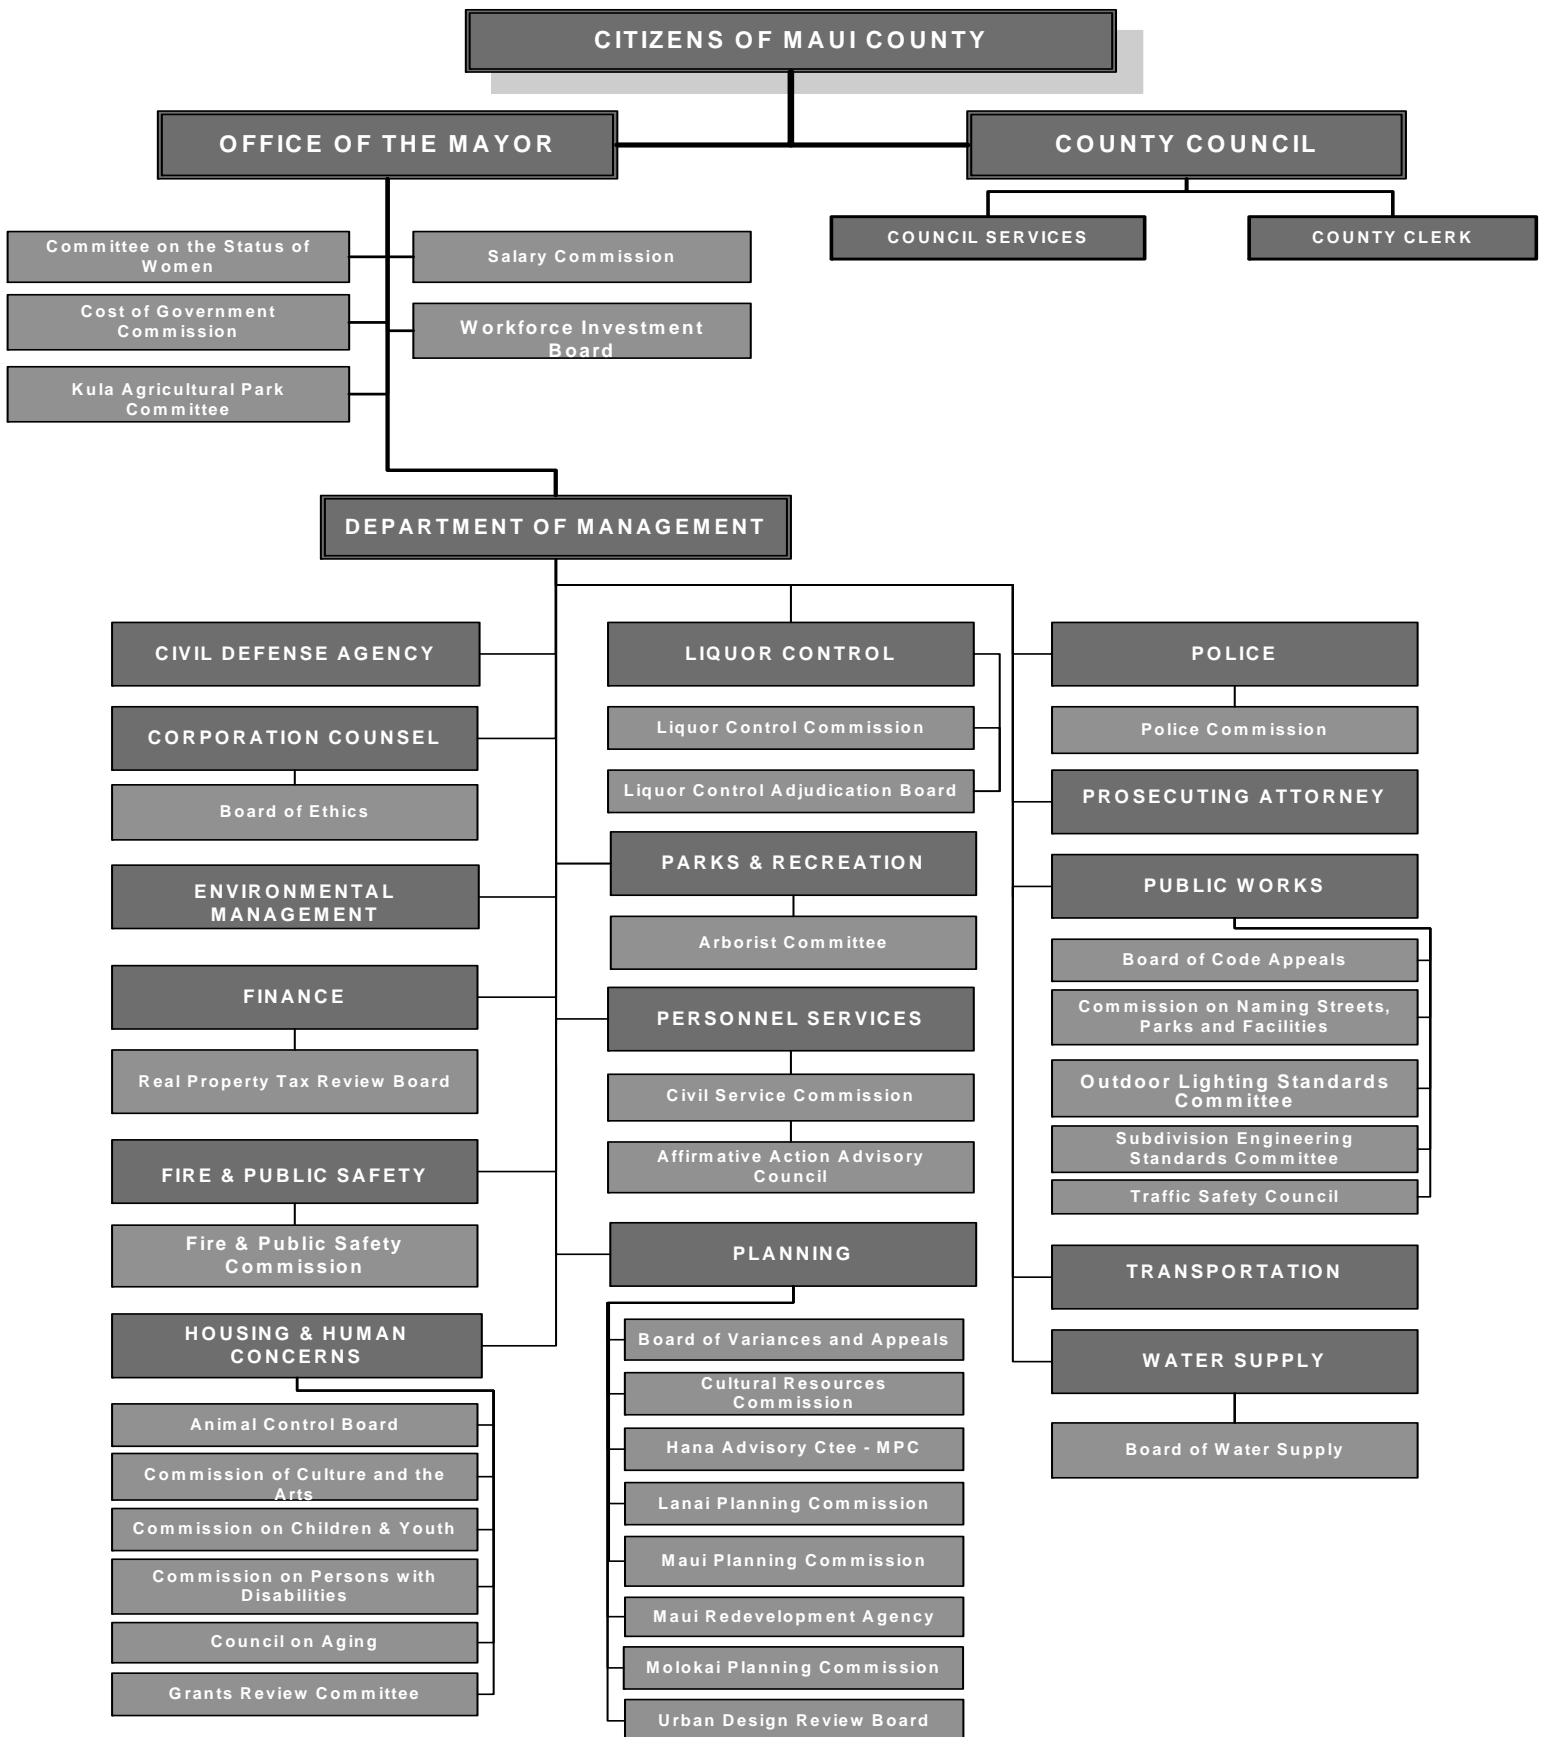 CITIZENS OF MAUI COUNTY
OFFICE OF THE MAYOR
COUNTY COUNCIL
COUNCIL SERVICES
COUNTY CLERK
Committee on the Status of
Women
Salary Commission
Cost of Government
Commission
Workforce Investment
Board
Kula Agricultural Park
Committee
DEPARTMENT OF MANAGEMENT
CIVIL DEFENSE AGENCY
CORPORATION COUNSEL
Board of Ethics
ENVIRONMENTAL
MANAGEMENT
FINANCE
Real Property Tax Review Board
FIRE & PUBLIC SAFETY
Fire & Public Safety
Commission
HOUSING & HUMAN
CONCERNS
Animal Control Board
Commission of Culture and the
Arts
Commission on Children & Youth
Commission on Persons with
Disabilities
Council on Aging
Grants Review Committee
LIQUOR CONTROL
Liquor Control Commission
Liquor Control Adjudication Board
PARKS & RECREATION
Arborist Committee
PERSONNEL SERVICES
Civil Service Commission
Affirmative Action Advisory
Council
PLANNING
Board of Variances and Appeals
Cultural Resources
Commission
Hana Advisory Ctee - MPC
Lanai Planning Commission
Maui Planning Commission
Maui Redevelopment Agency
Molokai Planning Commission
Urban Design Review Board
POLICE
Police Commission
PROSECUTING ATTORNEY
PUBLIC WORKS
Board of Code Appeals
Commission on Naming Streets,
Parks and Facilities
Outdoor Lighting Standards
Committee
Subdivision Engineering
Standards Committee
Traffic Safety Council
TRANSPORTATION
WATER SUPPLY
Board of Water Supply